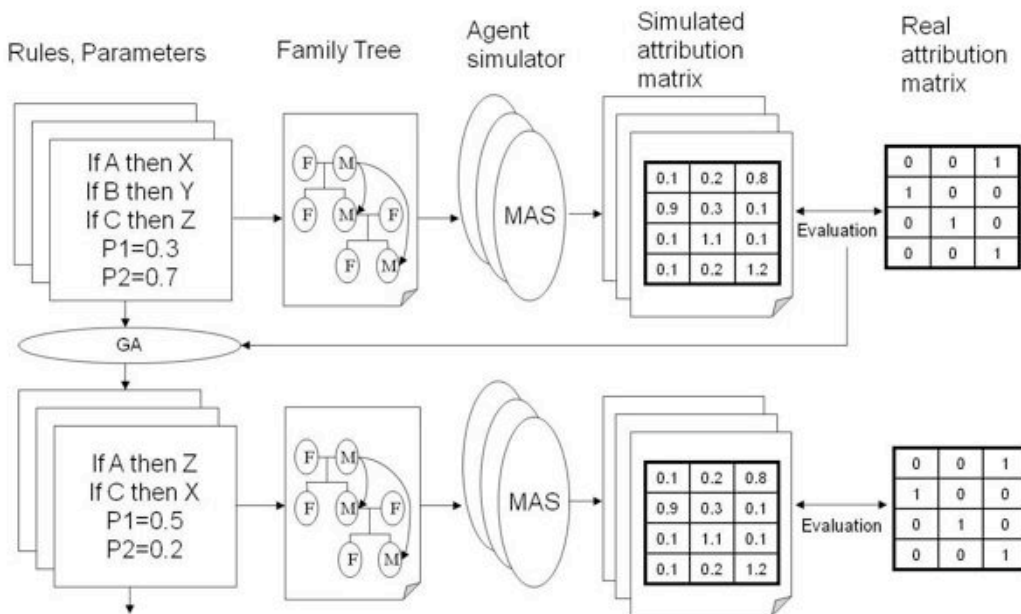 Rules, Parameters
Family Tree
Agent
simulator
Simulated
attribution
matrix
Real
attribution
matrix
If A then X
If B then Y
If C then Z
P1=0.3
P2=0.7
F M
F M F
F M
MAS
0.1 0.2 0.8
0.9 0.3 0.1
0.1 1.1 0.1
0.1 0.2 1.2
Evaluation
0 0 1
1 0 0
0 1 0
0 0 1
GA
If A then Z
If C then X
P1=0.5
P2=0.2
F M
F M F
F M
MAS
0.1 0.2 0.8
0.9 0.3 0.1
0.1 1.1 0.1
0.1 0.2 1.2
Evaluation
0 0 1
1 0 0
0 1 0
0 0 1